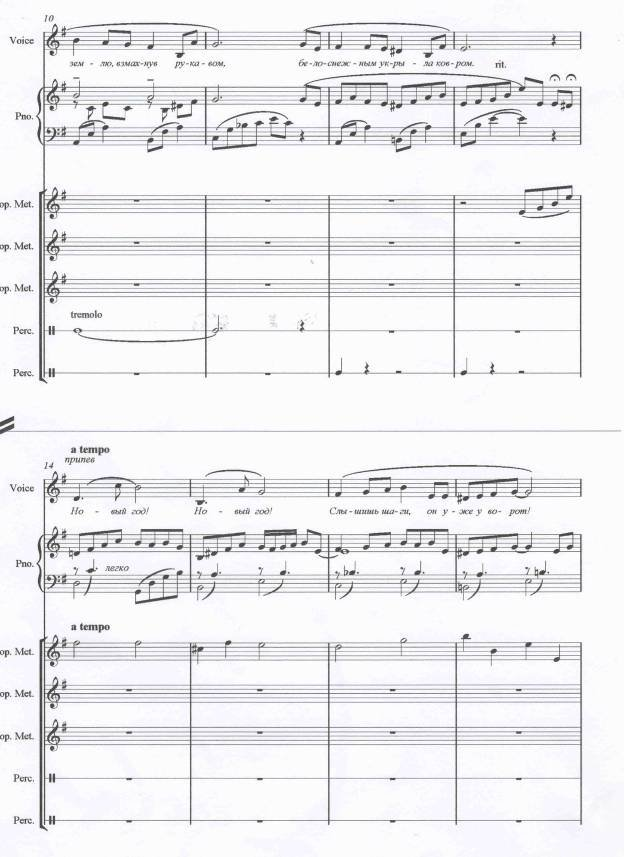 10
Voice
зем - лю, взмах-нув ру - ка - вом, бе-ло-снеж - ным ук-ры - ла ков - ром. rit.
Pno.
op. Met.
op. Met.
op. Met.
tremolo
Perc.
Perc.
a tempo
14 припев
Voice
Но - вый год! Но - вый год! Слы - шишь ша - ги, он у - же у во - рот!
Pno.
легко
a tempo
op. Met.
op. Met.
op. Met.
Perc.
Perc.